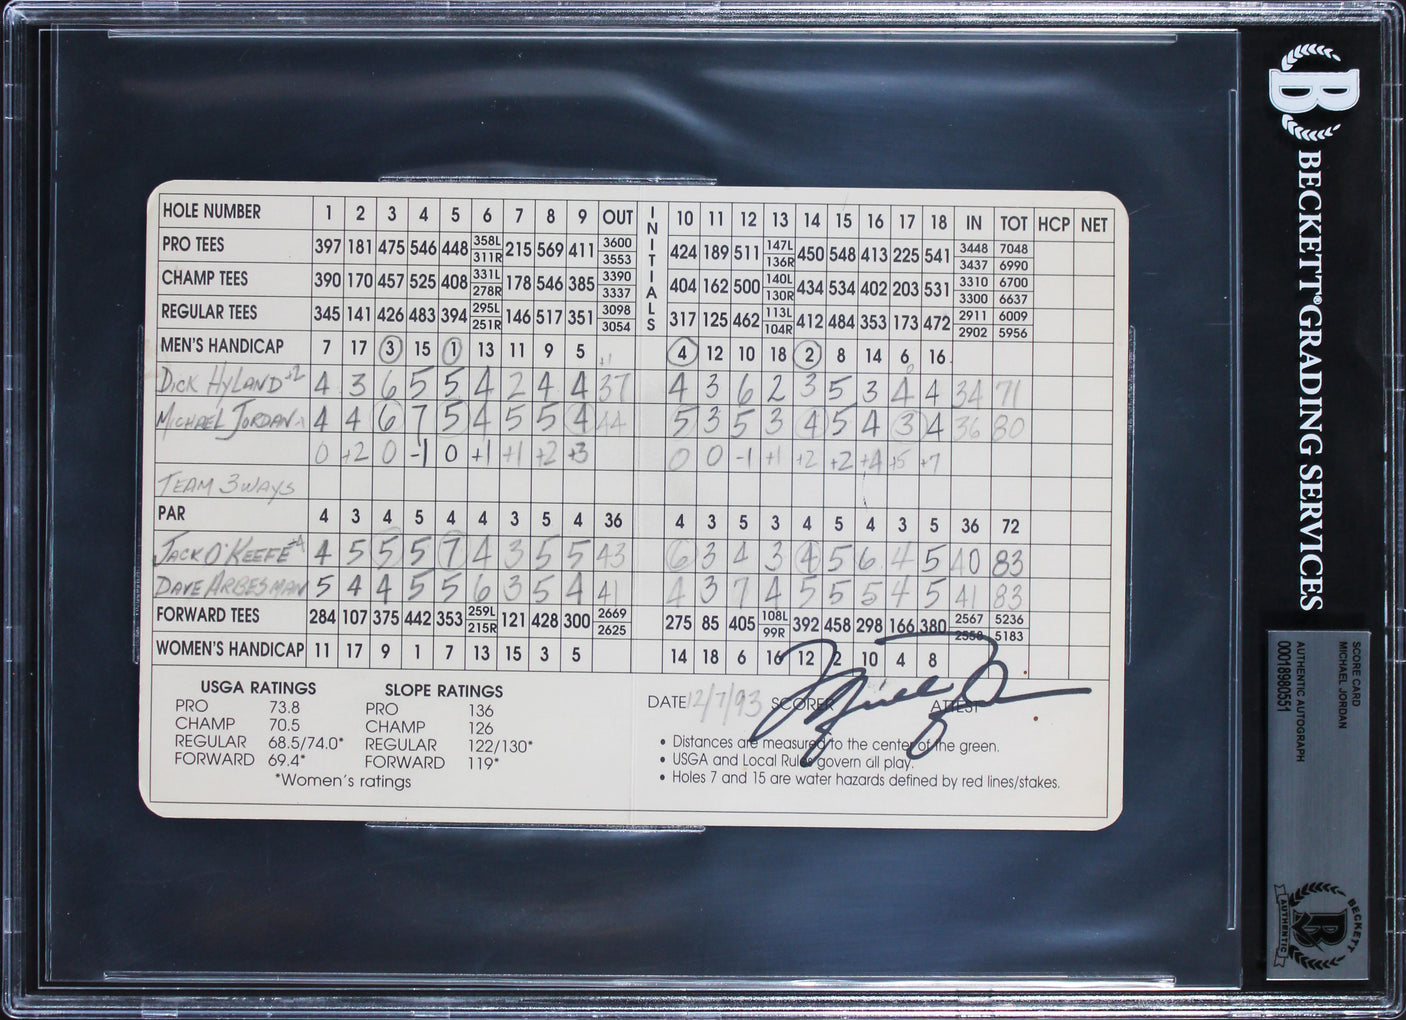 HOLE NUMBER 1 2 3 4 5 6 7 8 9 OUT INITIALS 10 11 12 13 14 15 16 17 18 IN TOT HCP NET
PRO TEES 397 181 475 546 448 358L 311R 215 569 411 3600 3553 424 189 511 147L 136R 450 548 413 225 541 3448 3437 7048 6990
CHAMP TEES 390 170 457 525 408 331L 278R 178 546 385 3390 3337 404 162 500 140L 130R 434 534 402 203 531 3310 3300 6700 6637
REGULAR TEES 345 141 426 483 394 295L 251R 146 517 351 3098 3054 317 125 462 113L 104R 412 484 353 173 472 2911 2902 6009 5956
MEN'S HANDICAP 7 17 3 15 1 13 11 9 5 +1 4 12 10 18 2 8 14 6 16
DICK HYLAND +2 4 3 6 5 5 4 2 4 4 37 4 3 6 2 3 5 3 4 4 34 71
MICHAEL JORDAN 4 4 6 7 5 4 5 5 4 44 5 3 5 3 4 5 4 3 4 36 80
0 +2 0 -1 0 +1 +1 +2 +3 0 0 -1 +1 +2 +2 +4 +5 +7
TEAM 3 WAYS
PAR 4 3 4 5 4 4 3 5 4 36 4 3 5 3 4 5 4 3 5 36 72
JACK O'KEEFE -4 4 5 5 5 7 4 3 5 5 43 6 3 4 3 4 5 6 4 5 40 83
DAVE ARBESMAN 5 4 4 5 5 6 3 5 4 41 4 3 7 4 5 5 5 4 5 41 83
FORWARD TEES 284 107 375 442 353 259L 215R 121 428 300 2669 2625 275 85 405 108L 99R 392 458 298 166 380 2567 2558 5236 5183
WOMEN'S HANDICAP 11 17 9 1 7 13 15 3 5 14 18 6 16 12 2 10 4 8
USGA RATINGS SLOPE RATINGS
PRO 73.8 PRO 136
CHAMP 70.5 CHAMP 126
REGULAR 68.5/74.0* REGULAR 122/130*
FORWARD 69.4* FORWARD 119*
*Women's ratings
DATE 12/7/93 SCORER ATTEST
Michael Jordan
• Distances are measured to the center of the green.
• USGA and Local Rules govern all play.
• Holes 7 and 15 are water hazards defined by red lines/stakes.
B
BECKETT® GRADING SERVICES
SCORE CARD
MICHAEL JORDAN
AUTHENTIC AUTOGRAPH
00018980551
BECKETT
B
AUTHENTIC